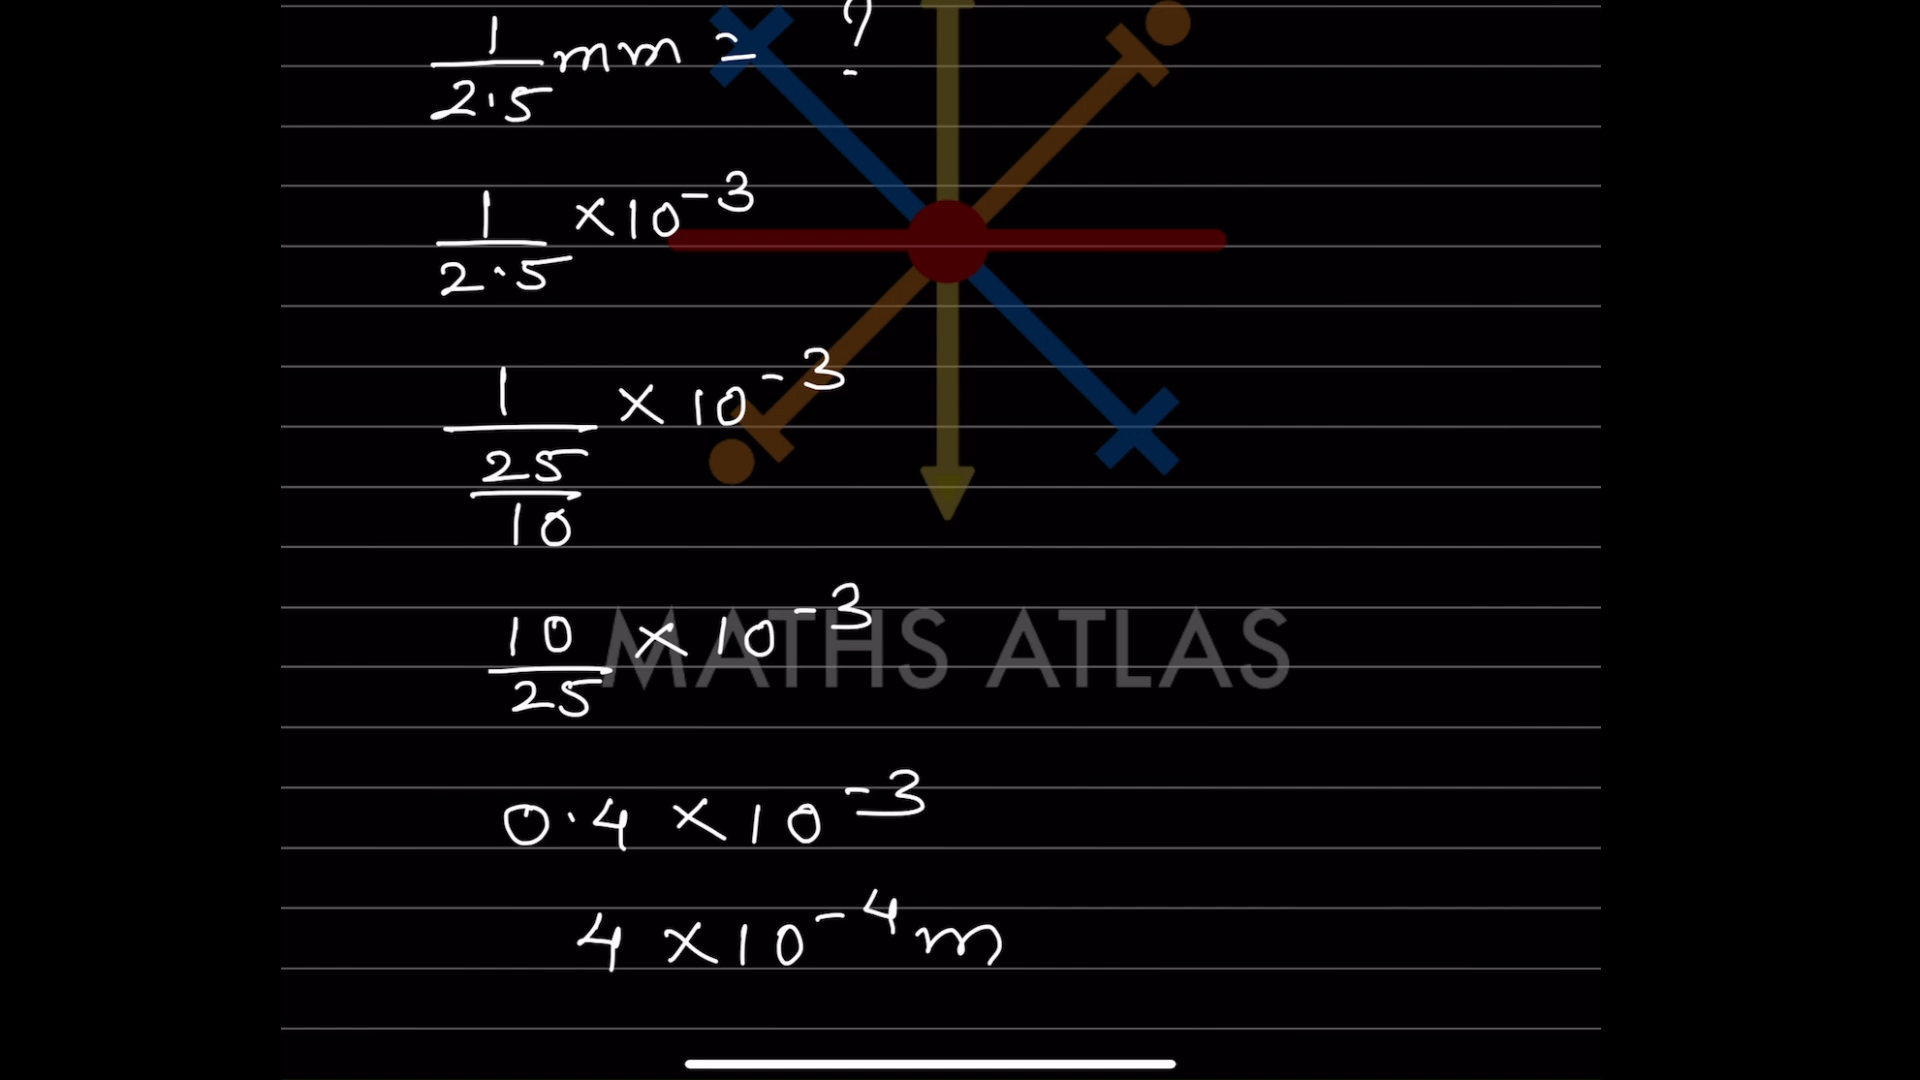 1/2.5 mm = ?
1/2.5 × 10⁻³
1/(25/10) × 10⁻³
10/25 × 10⁻³
MATHS ATLAS
0.4 × 10⁻³
4 × 10⁻⁴ m